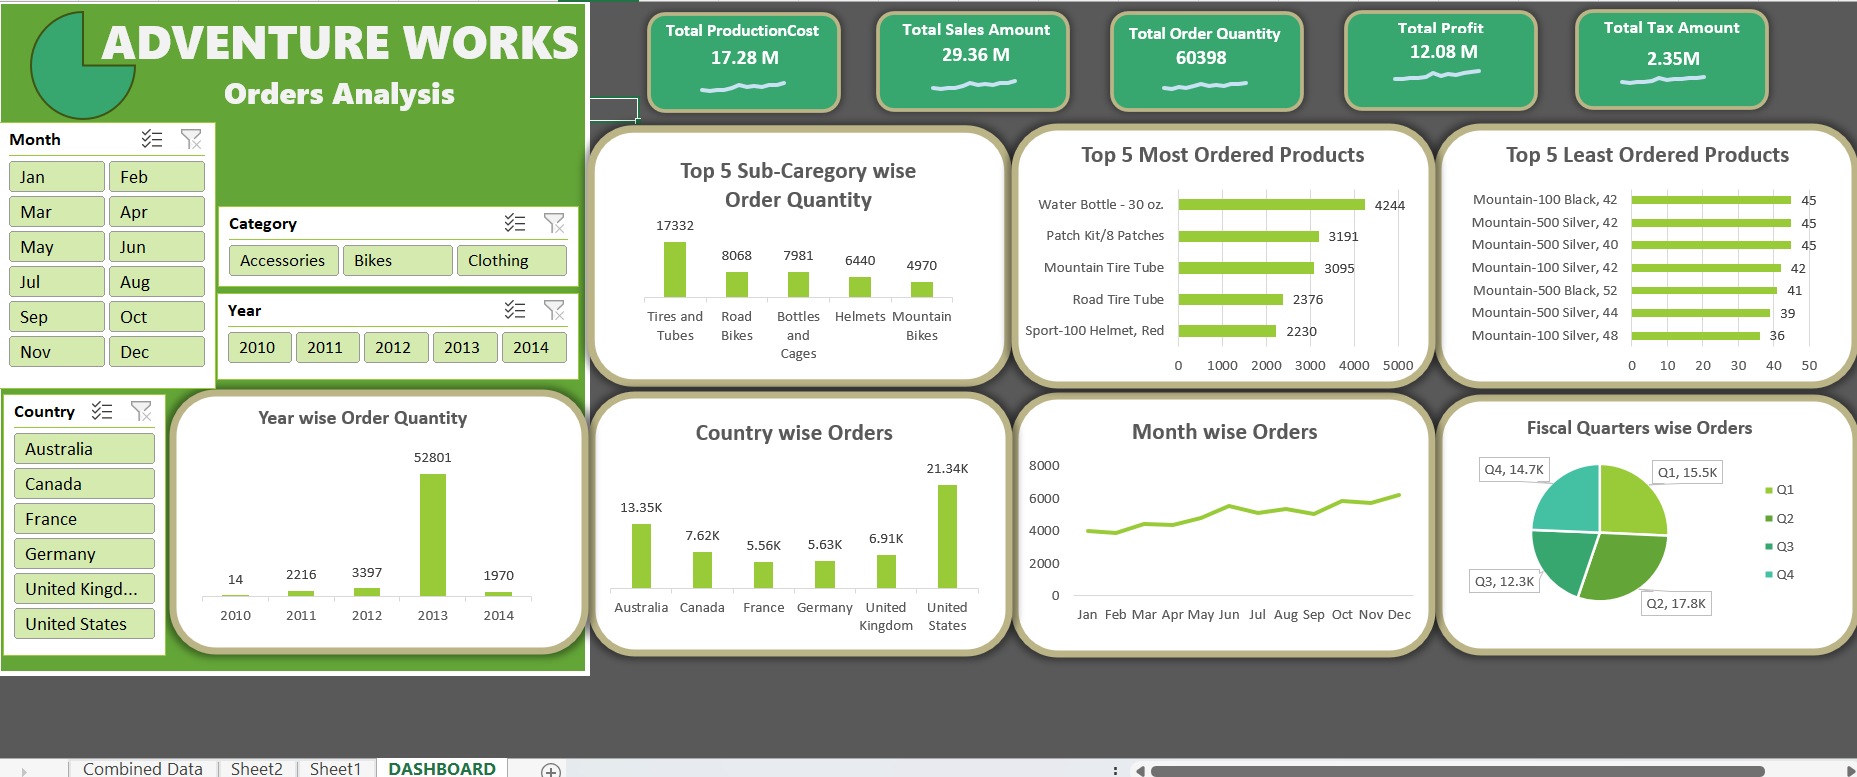 ADVENTURE WORKS
Orders Analysis
Total ProductionCost
17.28 M
Total Sales Amount
29.36 M
Total Order Quantity
60398
Total Profit
12.08 M
Total Tax Amount
2.35M
Month
Jan
Feb
Mar
Apr
May
Jun
Jul
Aug
Sep
Oct
Nov
Dec
Category
Accessories
Bikes
Clothing
Year
2010
2011
2012
2013
2014
Country
Australia
Canada
France
Germany
United Kingd...
United States
Top 5 Sub-Caregory wise
Order Quantity
17332
8068
7981
6440
4970
Tires and
Tubes
Road
Bikes
Bottles
and
Cages
Helmets
Mountain
Bikes
Top 5 Most Ordered Products
Water Bottle - 30 oz.
4244
Patch Kit/8 Patches
3191
Mountain Tire Tube
3095
Road Tire Tube
2376
Sport-100 Helmet, Red
2230
0 1000 2000 3000 4000 5000
Top 5 Least Ordered Products
Mountain-100 Black, 42
45
Mountain-500 Silver, 42
45
Mountain-500 Silver, 40
45
Mountain-100 Silver, 42
42
Mountain-500 Black, 52
41
Mountain-500 Silver, 44
39
Mountain-100 Silver, 48
36
0 10 20 30 40 50
Year wise Order Quantity
14
2216
3397
52801
1970
2010 2011 2012 2013 2014
Country wise Orders
13.35K
7.62K
5.56K
5.63K
6.91K
21.34K
Australia
Canada
France
Germany
United
Kingdom
United
States
Month wise Orders
8000
6000
4000
2000
0
Jan Feb Mar Apr May Jun Jul Aug Sep Oct Nov Dec
Fiscal Quarters wise Orders
Q4, 14.7K
Q1, 15.5K
Q3, 12.3K
Q2, 17.8K
Q1
Q2
Q3
Q4
Combined Data
Sheet2
Sheet1
DASHBOARD